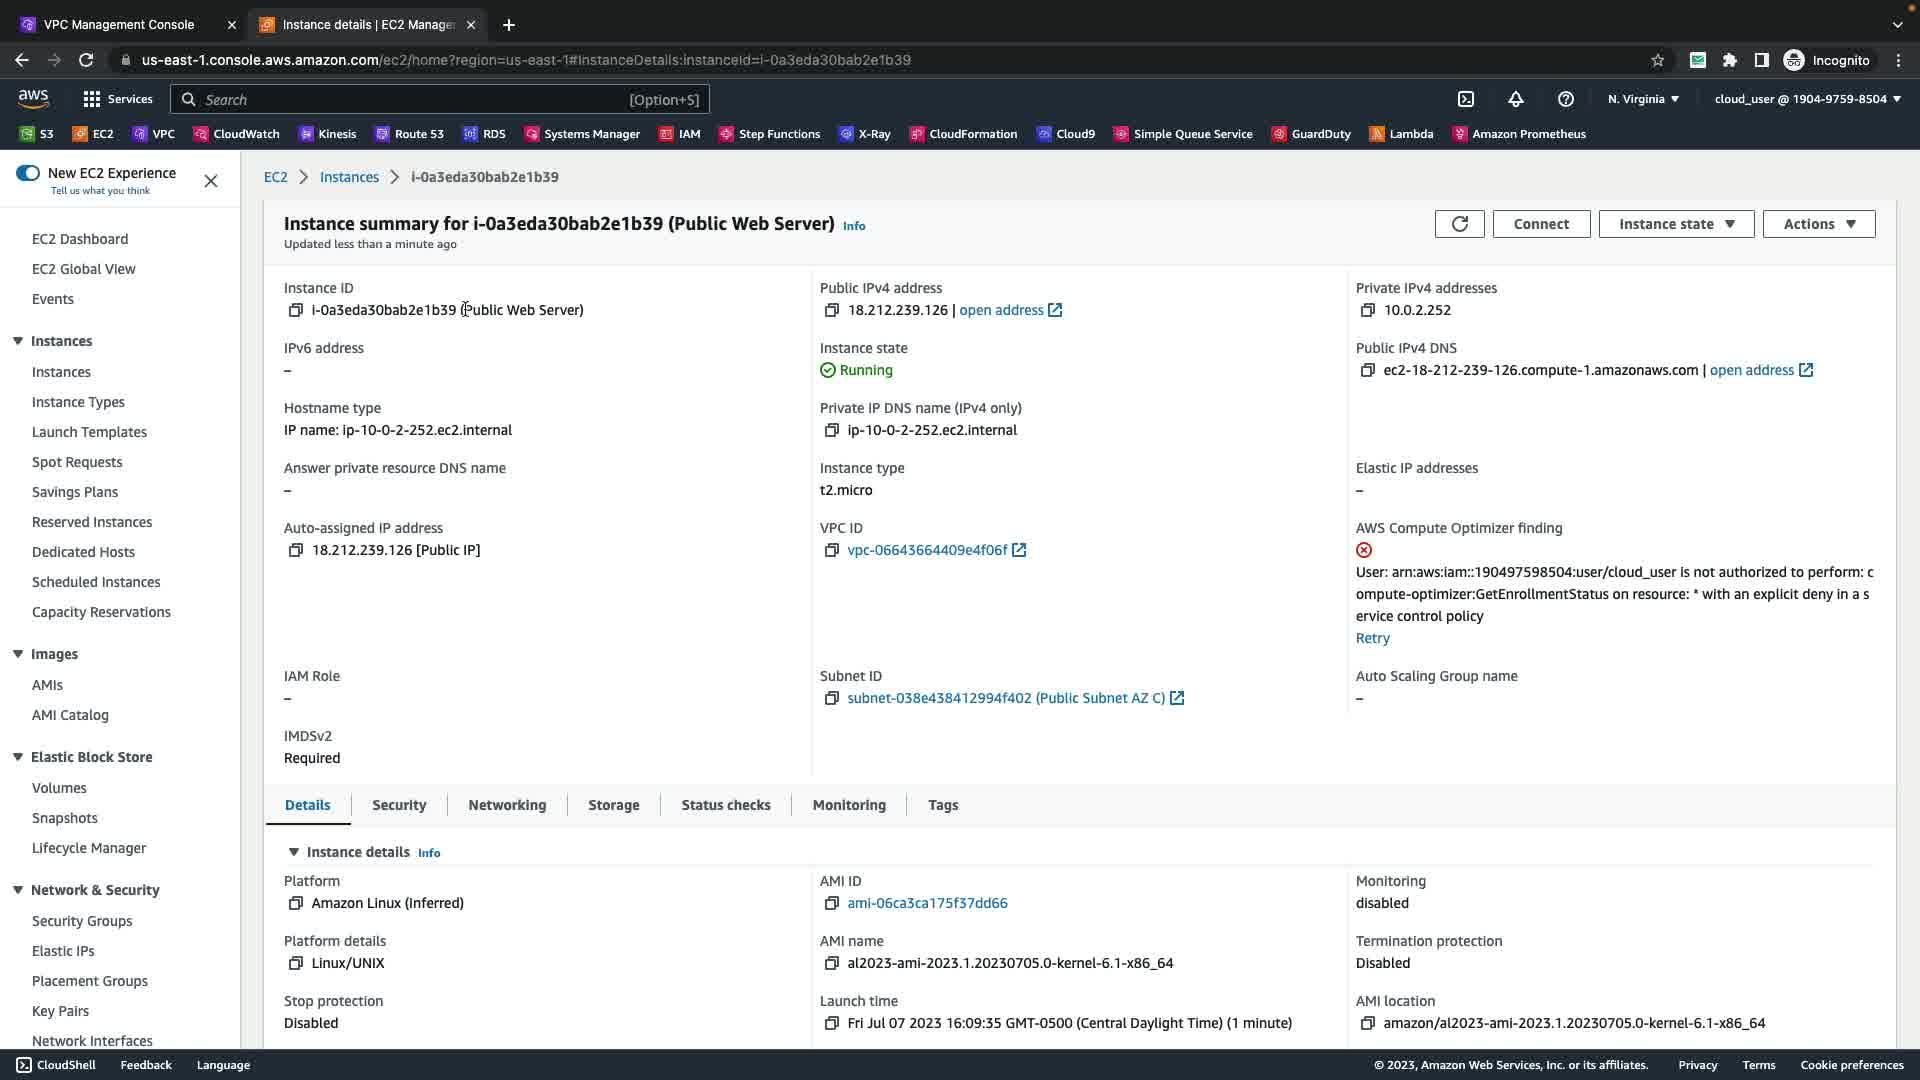 VPC Management Console
Instance details | EC2 Manage
us-east-1.console.aws.amazon.com/ec2/home?region=us-east-1#InstanceDetails:instanceId=i-0a3eda30bab2e1b39
Incognito
aws
Services
Search
[Option+S]
N. Virginia
cloud_user @ 1904-9759-8504
S3
EC2
VPC
CloudWatch
Kinesis
Route 53
RDS
Systems Manager
IAM
Step Functions
X-Ray
CloudFormation
Cloud9
Simple Queue Service
GuardDuty
Lambda
Amazon Prometheus
New EC2 Experience
Tell us what you think
EC2 Dashboard
EC2 Global View
Events
Instances
Instances
Instance Types
Launch Templates
Spot Requests
Savings Plans
Reserved Instances
Dedicated Hosts
Scheduled Instances
Capacity Reservations
Images
AMIs
AMI Catalog
Elastic Block Store
Volumes
Snapshots
Lifecycle Manager
Network & Security
Security Groups
Elastic IPs
Placement Groups
Key Pairs
Network Interfaces
EC2
Instances
i-0a3eda30bab2e1b39
Instance summary for i-0a3eda30bab2e1b39 (Public Web Server) Info
Updated less than a minute ago
Connect
Instance state
Actions
Instance ID
i-0a3eda30bab2e1b39 (Public Web Server)
Public IPv4 address
18.212.239.126 | open address
Private IPv4 addresses
10.0.2.252
IPv6 address
–
Instance state
Running
Public IPv4 DNS
ec2-18-212-239-126.compute-1.amazonaws.com | open address
Hostname type
IP name: ip-10-0-2-252.ec2.internal
Private IP DNS name (IPv4 only)
ip-10-0-2-252.ec2.internal
Answer private resource DNS name
–
Instance type
t2.micro
Elastic IP addresses
–
Auto-assigned IP address
18.212.239.126 [Public IP]
VPC ID
vpc-06643664409e4f06f
AWS Compute Optimizer finding
User: arn:aws:iam::190497598504:user/cloud_user is not authorized to perform: c
ompute-optimizer:GetEnrollmentStatus on resource: * with an explicit deny in a s
ervice control policy
Retry
IAM Role
–
Subnet ID
subnet-038e438412994f402 (Public Subnet AZ C)
Auto Scaling Group name
–
IMDSv2
Required
Details
Security
Networking
Storage
Status checks
Monitoring
Tags
Instance details Info
Platform
Amazon Linux (Inferred)
AMI ID
ami-06ca3ca175f37dd66
Monitoring
disabled
Platform details
Linux/UNIX
AMI name
al2023-ami-2023.1.20230705.0-kernel-6.1-x86_64
Termination protection
Disabled
Stop protection
Disabled
Launch time
Fri Jul 07 2023 16:09:35 GMT-0500 (Central Daylight Time) (1 minute)
AMI location
amazon/al2023-ami-2023.1.20230705.0-kernel-6.1-x86_64
CloudShell
Feedback
Language
© 2023, Amazon Web Services, Inc. or its affiliates.
Privacy
Terms
Cookie preferences